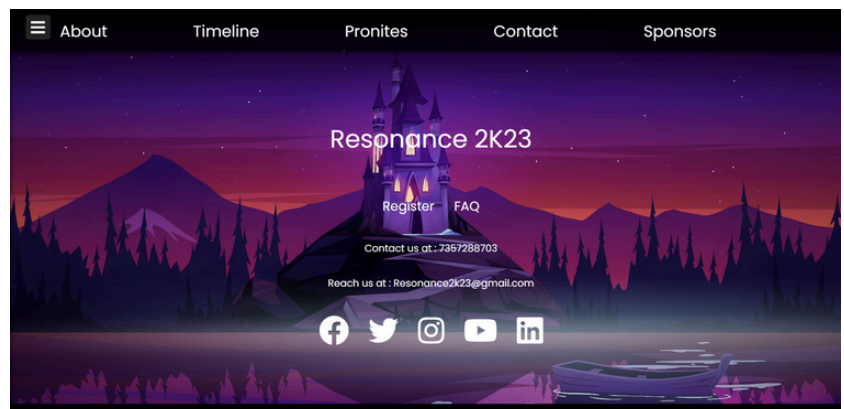 About Timeline Pronites Contact Sponsors
Resonance 2K23
Register FAQ
Contact us at : 7357288703
Reach us at : Resonance2k23@gmail.com